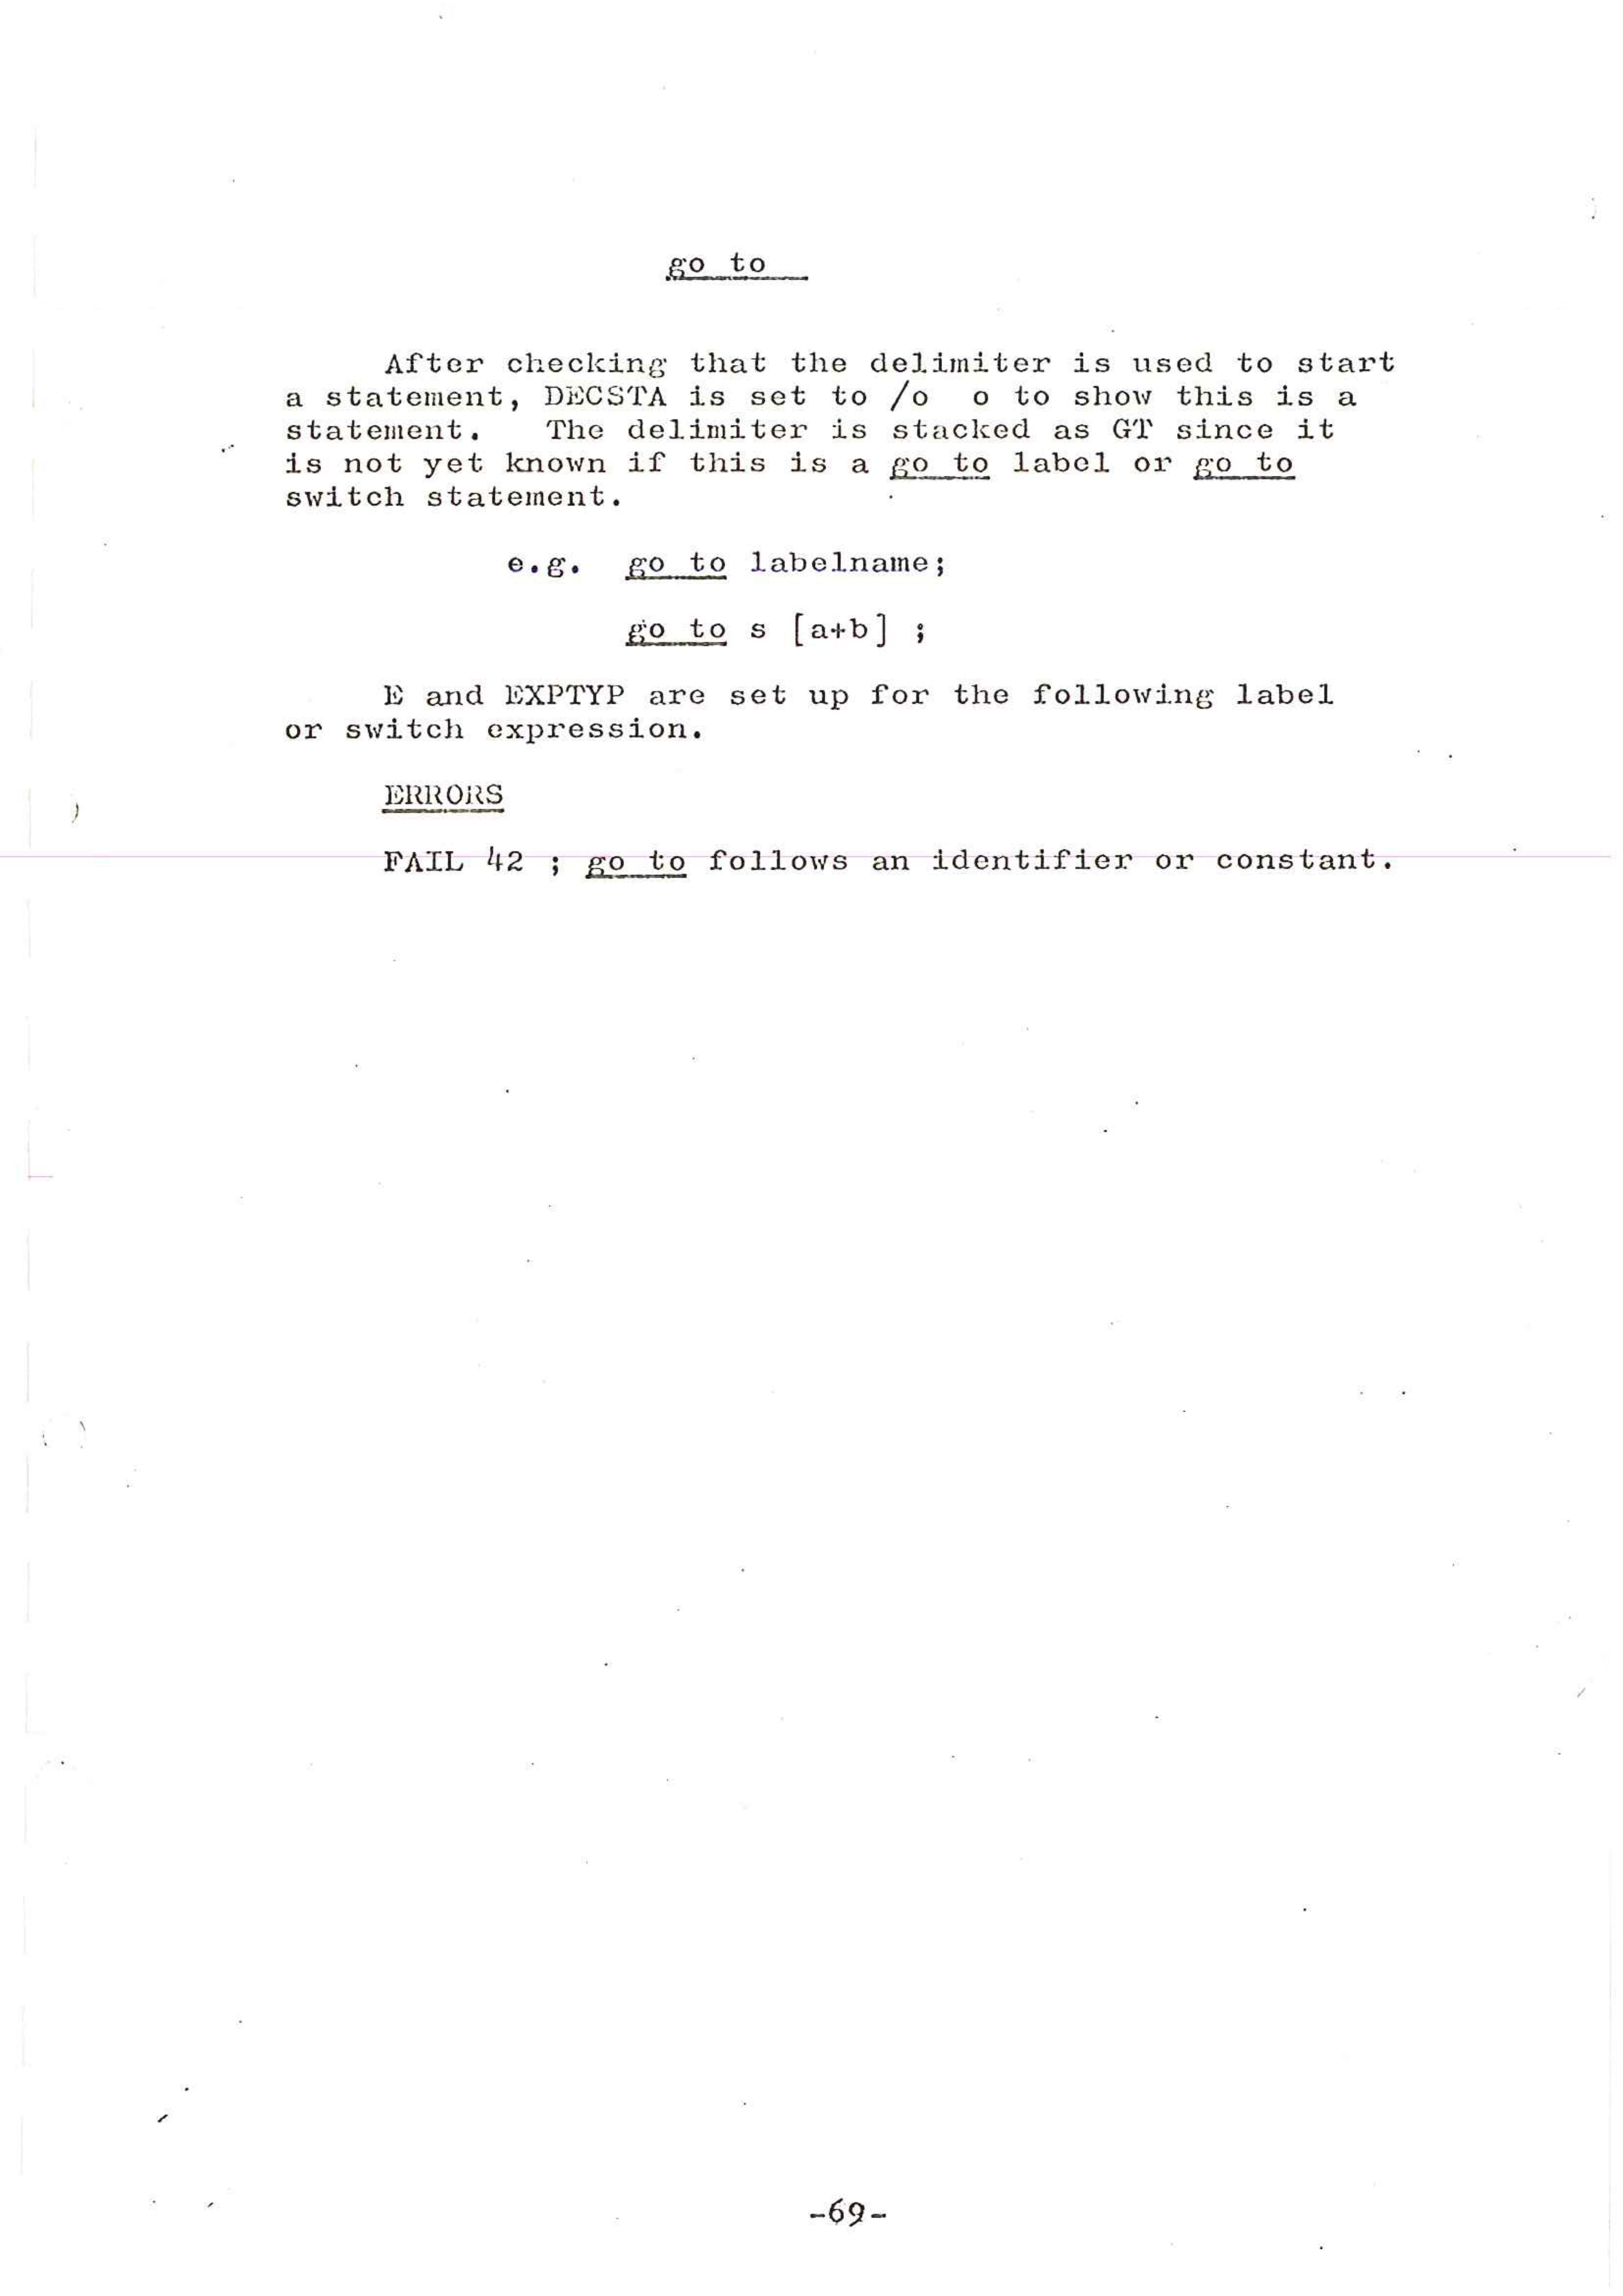 go to
After checking that the delimiter is used to start
a statement, DECSTA is set to /o o to show this is a
statement. The delimiter is stacked as GT since it
is not yet known if this is a go to label or go to
switch statement.
e.g. go to labelname;
go to s [a+b] ;
E and EXPTYP are set up for the following label
or switch expression.
ERRORS
FAIL 42 ; go to follows an identifier or constant.
-69-